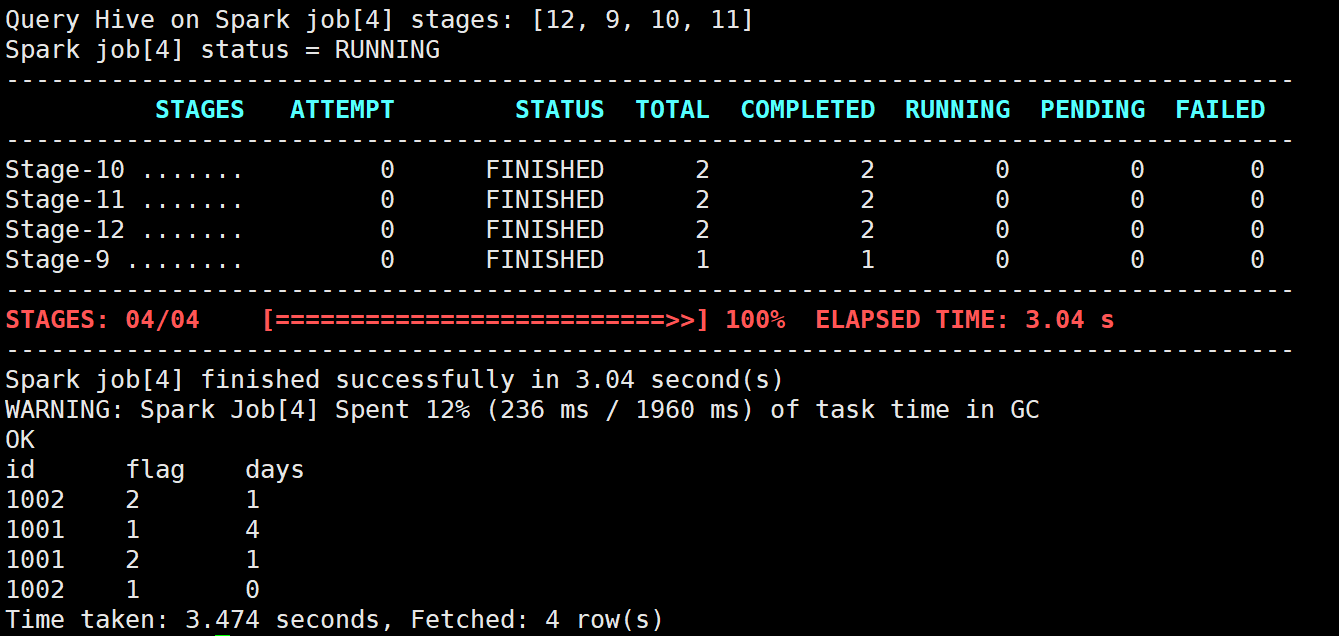 Query Hive on Spark job[4] stages: [12, 9, 10, 11]
Spark job[4] status = RUNNING
--------------------------------------------------------------------------------------
STAGES   ATTEMPT        STATUS  TOTAL  COMPLETED  RUNNING  PENDING  FAILED
--------------------------------------------------------------------------------------
Stage-10 .......         0      FINISHED      2          2        0        0       0
Stage-11 .......         0      FINISHED      2          2        0        0       0
Stage-12 .......         0      FINISHED      2          2        0        0       0
Stage-9 ........         0      FINISHED      1          1        0        0       0
--------------------------------------------------------------------------------------
STAGES: 04/04    [==========================>>] 100%  ELAPSED TIME: 3.04 s
--------------------------------------------------------------------------------------
Spark job[4] finished successfully in 3.04 second(s)
WARNING: Spark Job[4] Spent 12% (236 ms / 1960 ms) of task time in GC
OK
id      flag    days
1002    2       1
1001    1       4
1001    2       1
1002    1       0
Time taken: 3.474 seconds, Fetched: 4 row(s)